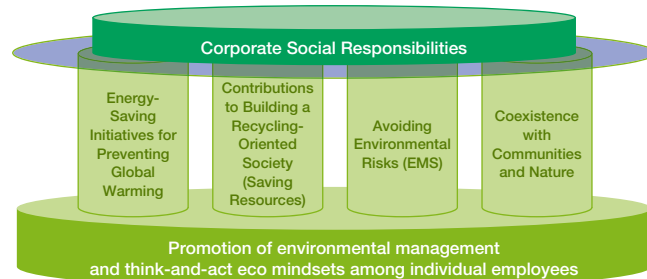 Corporate Social Responsibilities
Energy-
Saving
Initiatives for
Preventing
Global
Warming
Contributions
to Building a
Recycling-
Oriented
Society
(Saving
Resources)
Avoiding
Environmental
Risks (EMS)
Coexistence
with
Communities
and Nature
Promotion of environmental management
and think-and-act eco mindsets among individual employees